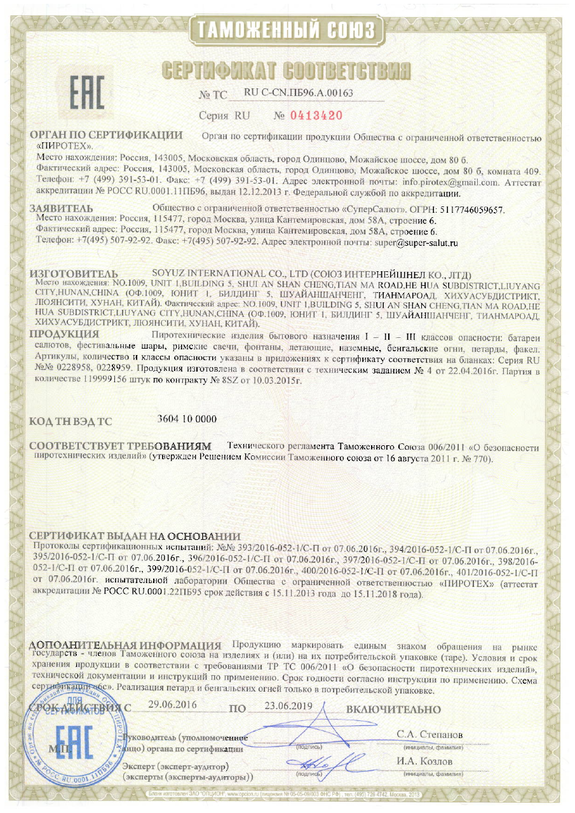 ТАМОЖЕННЫЙ СОЮЗ
СЕРТИФИКАТ СООТВЕТСТВИЯ
ЕАС
№ ТС RU C-CN.ПБ96.А.00163
Серия RU № 0413420
ОРГАН ПО СЕРТИФИКАЦИИ Орган по сертификации продукции Общества с ограниченной ответственностью
«ПИРОТЕХ».
Место нахождения: Россия, 143005, Московская область, город Одинцово, Можайское шоссе, дом 80 б.
Фактический адрес: Россия, 143005, Московская область, город Одинцово, Можайское шоссе, дом 80 б, комната 409.
Телефон: +7 (499) 391-53-01. Факс: +7 (499) 391-53-01. Адрес электронной почты: info.pirotex@gmail.com. Аттестат
аккредитации № РОСС RU.0001.11ПБ96, выдан 12.12.2013 г. Федеральной службой по аккредитации.
ЗАЯВИТЕЛЬ Общество с ограниченной ответственностью «СуперСалют», ОГРН: 5117746059657.
Место нахождения: Россия, 115477, город Москва, улица Кантемировская, дом 58А, строение 6.
Фактический адрес: Россия, 115477, город Москва, улица Кантемировская, дом 58А, строение 6.
Телефон: +7(495) 507-92-92. Факс: +7(495) 507-92-92. Адрес электронной почты: super@super-salut.ru
ИЗГОТОВИТЕЛЬ SOYUZ INTERNATIONAL CO., LTD (СОЮЗ ИНТЕРНЕЙШНЕЛ КО., ЛТД)
Место нахождения: NO.1009, UNIT 1,BUILDING 5, SHUI AN SHAN CHENG,TIAN MA ROAD,HE HUA SUBDISTRICT,LIUYANG
CITY,HUNAN,CHINA (ОФ.1009, ЮНИТ 1, БИЛДИНГ 5, ШУАЙАНШАНЧЕНГ, ТИАНМАРОАД, ХИХУАСУБДИСТРИКТ,
ЛЮЯНСИТИ, ХУНАН, КИТАЙ). Фактический адрес: NO.1009, UNIT 1,BUILDING 5, SHUI AN SHAN CHENG,TIAN MA ROAD,HE
HUA SUBDISTRICT,LIUYANG CITY,HUNAN,CHINA (ОФ.1009, ЮНИТ 1, БИЛДИНГ 5, ШУАЙАНШАНЧЕНГ, ТИАНМАРОАД,
ХИХУАСУБДИСТРИКТ, ЛЮЯНСИТИ, ХУНАН, КИТАЙ).
ПРОДУКЦИЯ Пиротехнические изделия бытового назначения I – II – III классов опасности: батареи
салютов, фестивальные шары, римские свечи, фонтаны, летающие, наземные, бенгальские огни, петарды, факел.
Артикулы, количество и классы опасности указаны в приложениях к сертификату соответствия на бланках: Серия RU
№№ 0228958, 0228959. Продукция изготовлена в соответствии с техническим заданием № 4 от 22.04.2016г. Партия в
количестве 119999156 штук по контракту № 8SZ от 10.03.2015г.
КОД ТН ВЭД ТС 3604 10 0000
СООТВЕТСТВУЕТ ТРЕБОВАНИЯМ Технического регламента Таможенного Союза 006/2011 «О безопасности
пиротехнических изделий» (утвержден Решением Комиссии Таможенного союза от 16 августа 2011 г. № 770).
СЕРТИФИКАТ ВЫДАН НА ОСНОВАНИИ
Протоколы сертификационных испытаний: №№ 393/2016-052-1/С-П от 07.06.2016г., 394/2016-052-1/С-П от 07.06.2016г.,
395/2016-052-1/С-П от 07.06.2016г., 396/2016-052-1/С-П от 07.06.2016г., 397/2016-052-1/С-П от 07.06.2016г., 398/2016-
052-1/С-П от 07.06.2016г., 399/2016-052-1/С-П от 07.06.2016г., 400/2016-052-1/С-П от 07.06.2016г., 401/2016-052-1/С-П
от 07.06.2016г. испытательной лаборатории Общества с ограниченной ответственностью «ПИРОТЕХ» (аттестат
аккредитации № РОСС RU.0001.22ПБ95 срок действия с 15.11.2013 года до 15.11.2018 года).
ДОПОЛНИТЕЛЬНАЯ ИНФОРМАЦИЯ Продукцию маркировать единым знаком обращения на рынке
государств - членов Таможенного союза на изделиях и (или) на их потребительской упаковке (таре). Условия и срок
хранения продукции в соответствии с требованиями ТР ТС 006/2011 «О безопасности пиротехнических изделий»,
технической документации и инструкций по применению. Срок годности согласно инструкции по применению. Схема
сертификации 6с». Реализация петард и бенгальских огней только в потребительской упаковке.
СРОК ДЕЙСТВИЯ С 29.06.2016 ПО 23.06.2019 ВКЛЮЧИТЕЛЬНО
ДЛЯ СЕРТИФИКАТОВ
ЕАС
М.П.
Руководитель (уполномоченное
лицо) органа по сертификации
(подпись)
С.А. Степанов
(инициалы, фамилия)
Эксперт (эксперт-аудитор)
(эксперты (эксперты-аудиторы))
(подпись)
И.А. Козлов
(инициалы, фамилия)